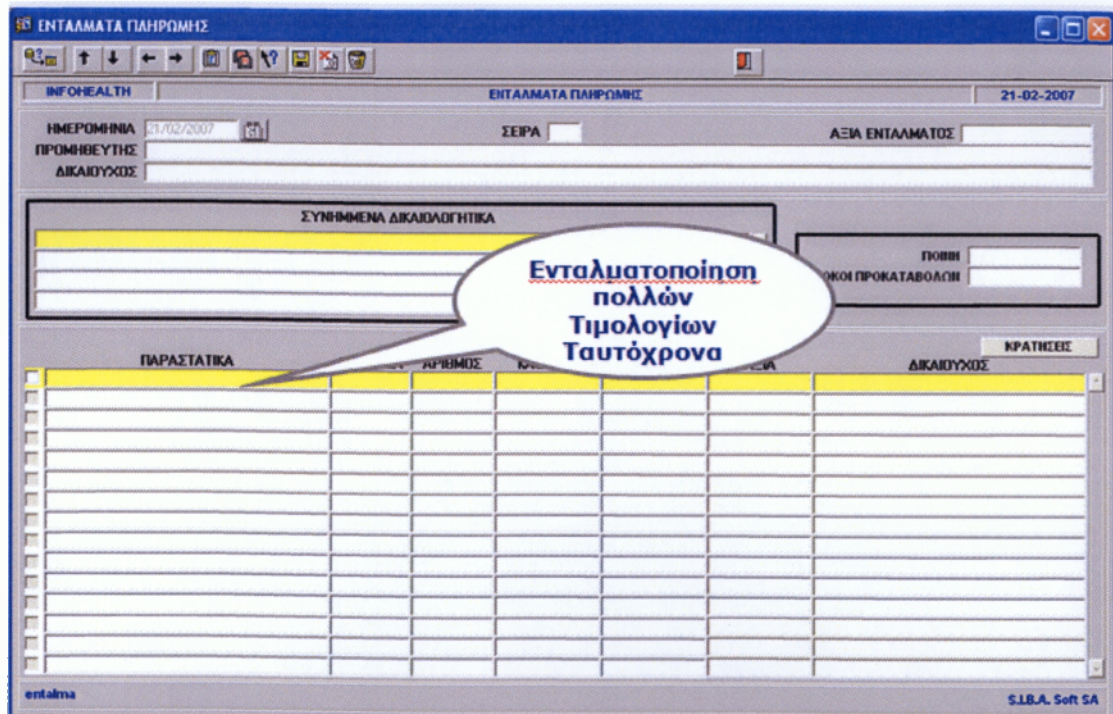 ΕΝΤΑΛΜΑΤΑ ΠΛΗΡΩΜΗΣ
INFOHEALTH ΕΝΤΑΛΜΑΤΑ ΠΛΗΡΩΜΗΣ 21-02-2007
ΗΜΕΡΟΜΗΝΙΑ 21/02/2007 ΣΕΙΡΑ ΑΞΙΑ ΕΝΤΑΛΜΑΤΟΣ
ΠΡΟΜΗΘΕΥΤΗΣ
ΔΙΚΑΙΟΥΧΟΣ
ΣΥΝΗΜΜΕΝΑ ΔΙΚΑΙΟΛΟΓΗΤΙΚΑ
ΠΟΙΝΗ
ΠΡΟΚΑΤΑΒΟΛΩΝ
Ενταλματοποίηση
πολλών
Τιμολογίων
Ταυτόχρονα
ΚΡΑΤΗΣΕΙΣ
ΠΑΡΑΣΤΑΤΙΚΑ ΑΡΙΘΜΟΣ ΔΙΚΑΙΟΥΧΟΣ
entalma S.I.B.A. Soft SA